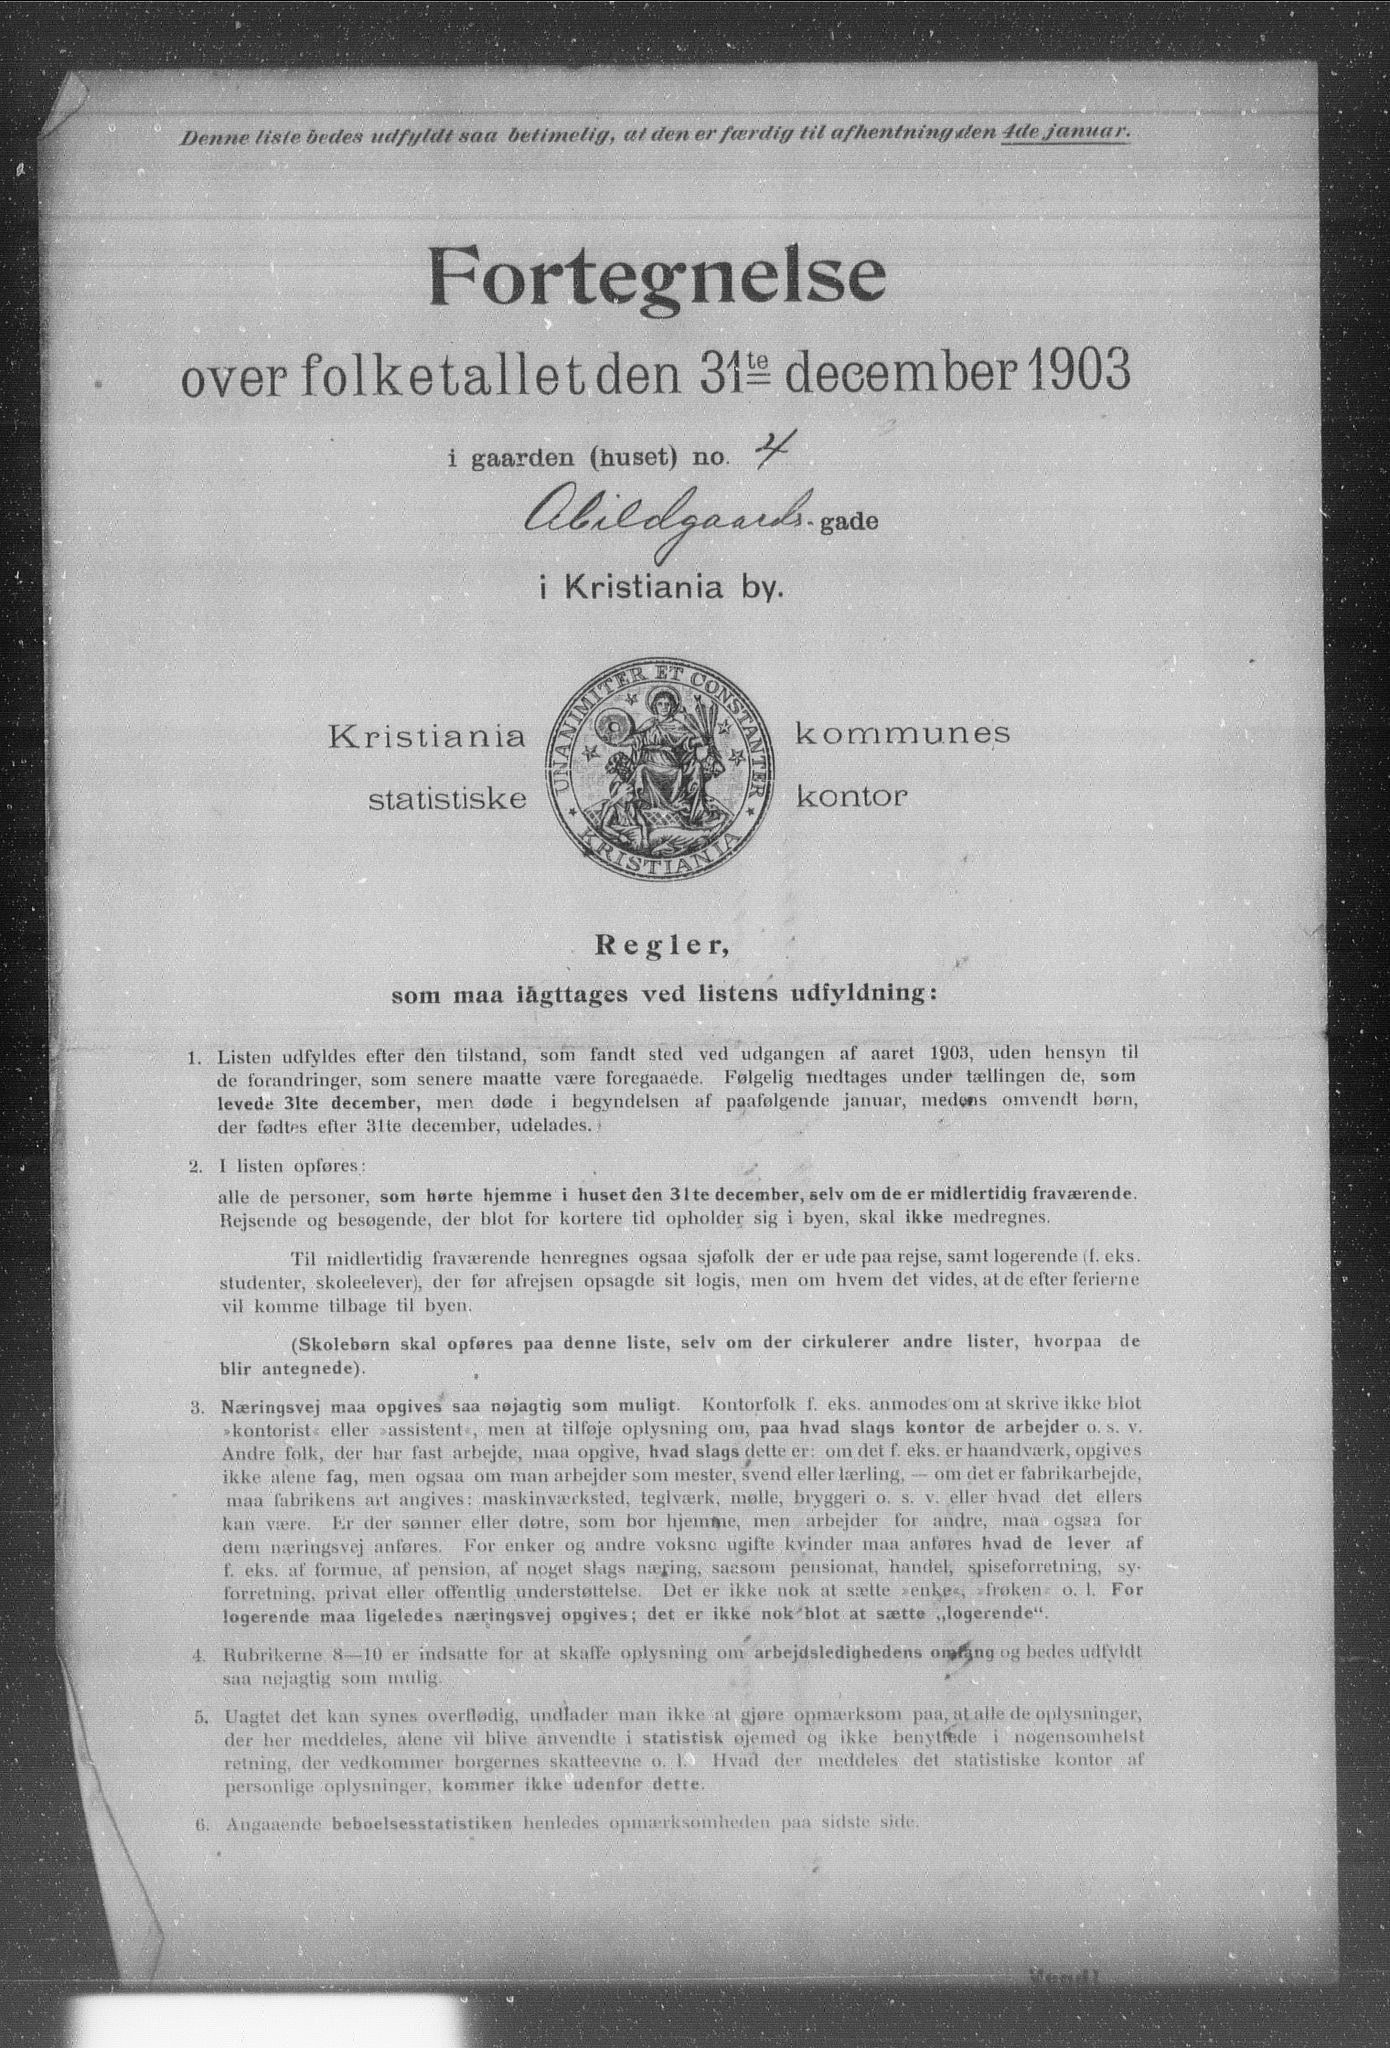 Denne liste bedes udfyldt saa betimelig, at den er færdig til afhentning den 4de januar.
Fortegnelse
over folketallet den 31te december 1903
i gaarden (huset) no. 4
Abildgaards-gade
i Kristiania by.
UNANIMITER ET CONSTANTER
KRISTIANIA
Kristiania kommunes
statistiske kontor
Regler,
som maa iagttages ved listens udfyldning:
1. Listen udfyldes efter den tilstand, som fandt sted ved udgangen af aaret 1903, uden hensyn til
de forandringer, som senere maatte være foregaaede. Følgelig medtages under tællingen de, som
levede 31te december, men døde i begyndelsen af paafølgende januar, medens omvendt børn,
der fødtes efter 31te december, udelades.
2. I listen opføres:
alle de personer, som hørte hjemme i huset den 31te december, selv om de er midlertidig fraværende.
Rejsende og besøgende, der blot for kortere tid opholder sig i byen, skal ikke medregnes.
Til midlertidig fraværende henregnes ogsaa sjøfolk der er ude paa rejse, samt logerende (f. eks.
studenter, skoleelever), der før afrejsen opsagde sit logis, men om hvem det vides, at de efter ferierne
vil komme tilbage til byen.
(Skolebørn skal opføres paa denne liste, selv om der cirkulerer andre lister, hvorpaa de
blir antegnede).
3. Næringsvej maa opgives saa nøjagtig som muligt. Kontorfolk f. eks. anmodes om at skrive ikke blot
»kontorist« eller »assistent«, men at tilføje oplysning om, paa hvad slags kontor de arbejder o. s. v.
Andre folk, der har fast arbejde, maa opgive, hvad slags dette er: om det f. eks. er haandværk, opgives
ikke alene fag, men ogsaa om man arbejder som mester, svend eller lærling, — om det er fabrikarbejde,
maa fabrikens art angives: maskinværksted, teglværk, mølle, bryggeri o. s. v. eller hvad det ellers
kan være. Er der sønner eller døtre, som bor hjemme, men arbejder for andre, maa ogsaa for
dem næringsvej anføres. For enker og andre voksne ugifte kvinder maa anføres hvad de lever af
f. eks. af formue, af pension, af noget slags næring, saasom pensionat, handel, spiseforretning, sy-
forretning, privat eller offentlig understøttelse. Det er ikke nok at sætte »enke«, »frøken« o. l. For
logerende maa ligeledes næringsvej opgives; det er ikke nok blot at sætte „logerende“.
4. Rubrikerne 8—10 er indsatte for at skaffe oplysning om arbejdsledighedens omfang og bedes udfyldt
saa nøjagtig som mulig.
5. Uagtet det kan synes overflødig, undlader man ikke at gjøre opmærksom paa, at alle de oplysninger,
der her meddeles, alene vil blive anvendte i statistisk øjemed og ikke benyttede i nogensomhelst
retning, der vedkommer borgernes skatteevne o. l. Hvad der meddeles det statistiske kontor af
personlige oplysninger, kommer ikke udenfor dette.
6. Angaaende beboelsesstatistiken henledes opmærksomheden paa sidste side.
Vend!